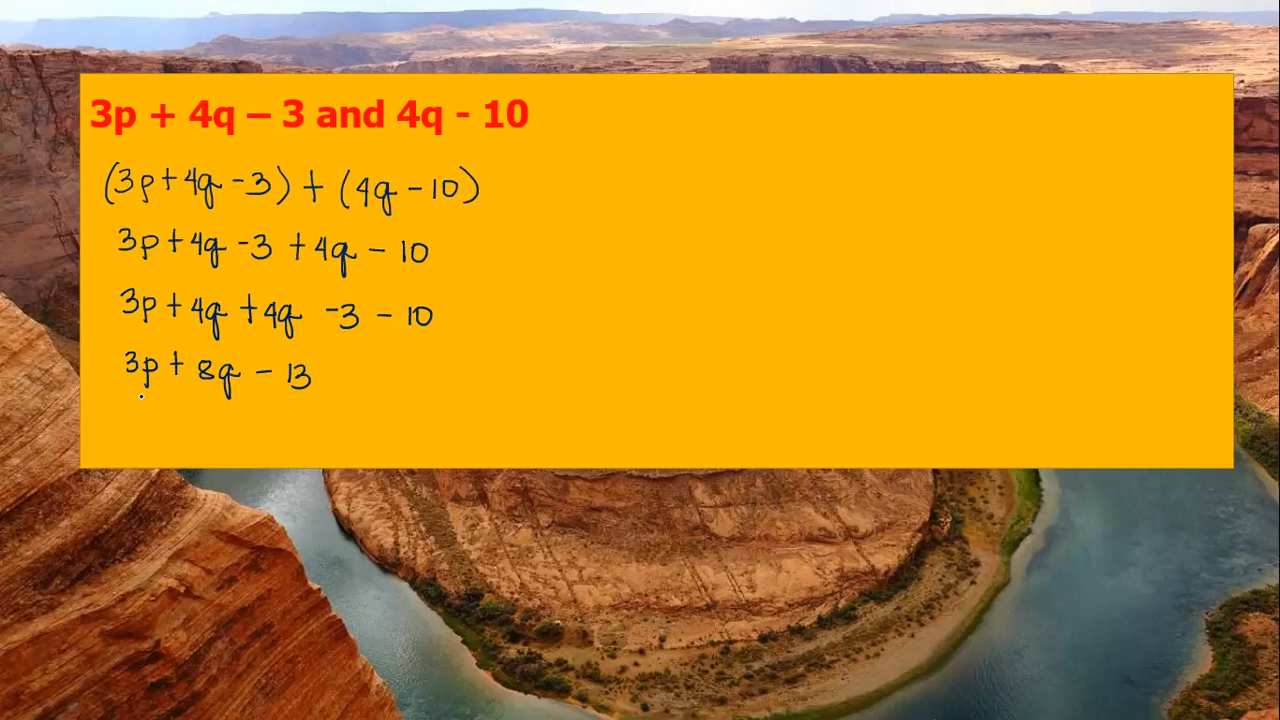 3p + 4q – 3 and 4q - 10
(3p+4q-3) + (4q-10)
3p+4q-3 +4q - 10
3p+4q+4q -3 - 10
3p+8q-13